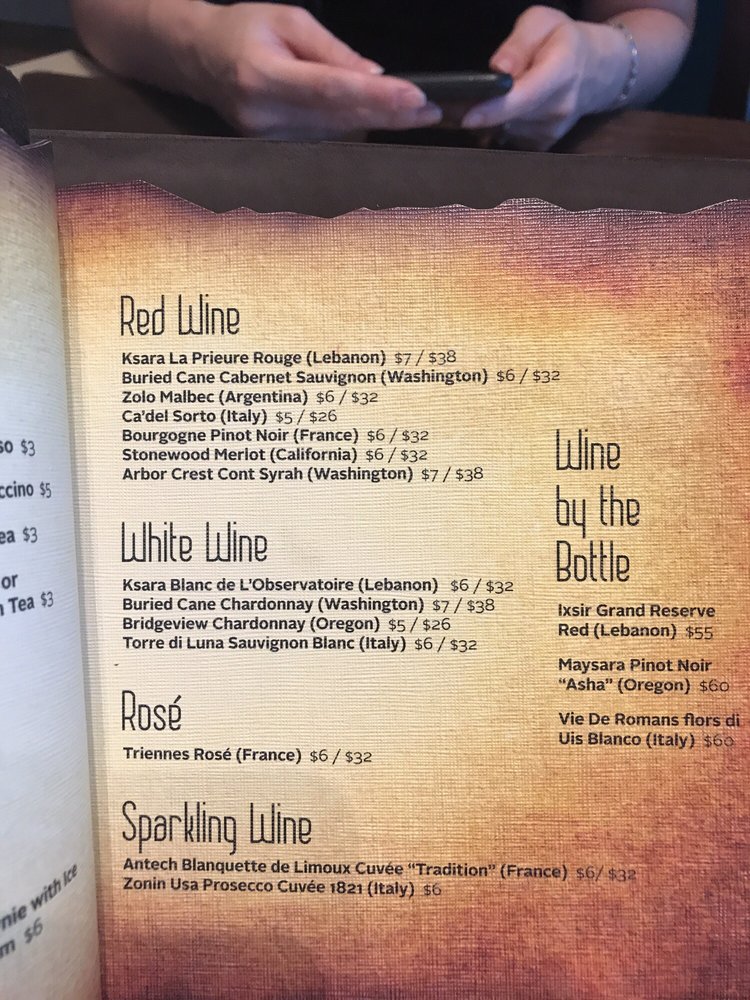 so $3
ccino $5
ea $3
or
Tea $3
nie with Ice
m $6
Red Wine
Ksara La Prieure Rouge (Lebanon) $7 / $38
Buried Cane Cabernet Sauvignon (Washington) $6 / $32
Zolo Malbec (Argentina) $6 / $32
Ca'del Sorto (Italy) $5 / $26
Bourgogne Pinot Noir (France) $6 / $32
Stonewood Merlot (California) $6 / $32
Arbor Crest Cont Syrah (Washington) $7 / $38
White Wine
Ksara Blanc de L'Observatoire (Lebanon) $6 / $32
Buried Cane Chardonnay (Washington) $7 / $38
Bridgeview Chardonnay (Oregon) $5 / $26
Torre di Luna Sauvignon Blanc (Italy) $6 / $32
Rosé
Triennes Rosé (France) $6 / $32
Sparkling Wine
Antech Blanquette de Limoux Cuvée "Tradition" (France) $6/ $32
Zonin Usa Prosecco Cuvée 1821 (Italy) $6
Wine
by the
Bottle
Ixsir Grand Reserve
Red (Lebanon) $55
Maysara Pinot Noir
"Asha" (Oregon) $60
Vie De Romans flors di
Uis Blanco (Italy) $60